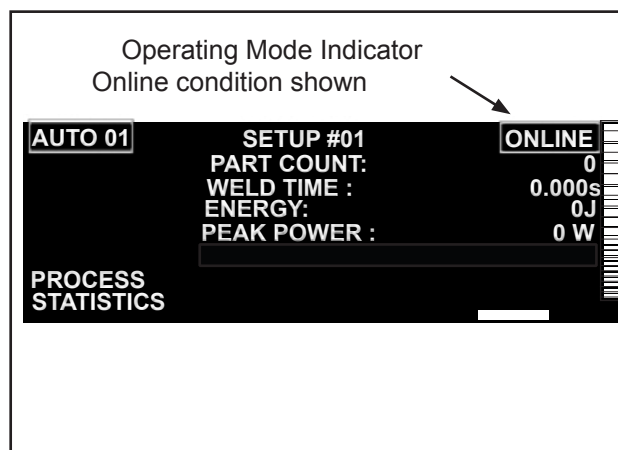 Operating Mode Indicator
Online condition shown
AUTO 01 SETUP #01 ONLINE
PART COUNT: 0
WELD TIME : 0.000s
ENERGY: 0J
PEAK POWER : 0 W
PROCESS
STATISTICS